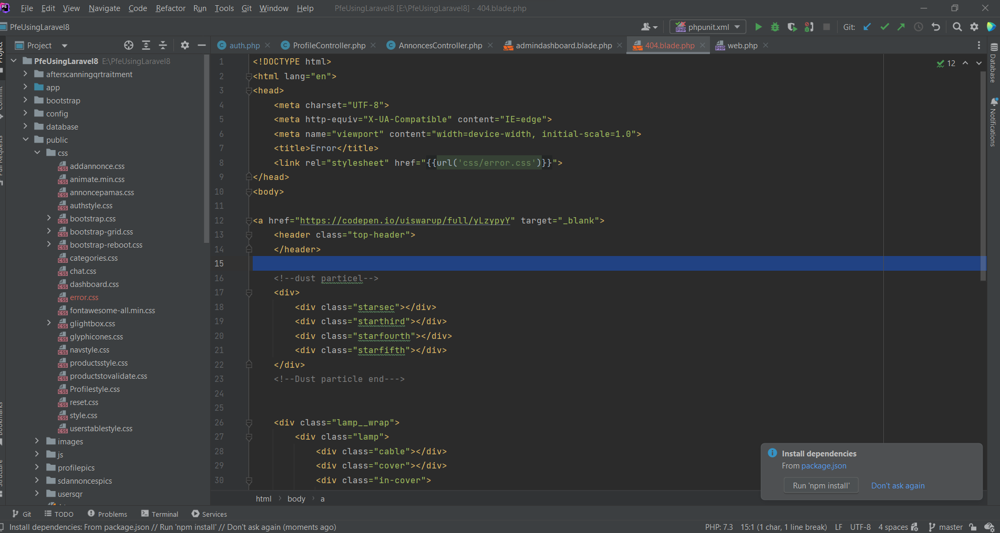 PS File Edit View Navigate Code Refactor Run Tools Git Window Help PfeUsingLaravel8 [E:\PfeUsingLaravel8] - 404.blade.php
PfeUsingLaravel8 phpunit.xml Git:
Project auth.php ProfileController.php AnnoncesController.php admindashboard.blade.php 404.blade.php web.php
PfeUsingLaravel8 E:\PfeUsingLaravel8
afterscanningqrtraitment
app
bootstrap
config
database
public
css
addannonce.css
animate.min.css
annoncepamas.css
authstyle.css
bootstrap.css
bootstrap-grid.css
bootstrap-reboot.css
categories.css
chat.css
dashboard.css
error.css
fontawesome-all.min.css
glightbox.css
glyphicones.css
navstyle.css
productsstyle.css
productstovalidate.css
Profilestyle.css
reset.css
style.css
userstablestyle.css
images
js
profilepics
sdannoncespics
usersqr
1 <!DOCTYPE html>
2 <html lang="en">
3 <head>
4 <meta charset="UTF-8">
5 <meta http-equiv="X-UA-Compatible" content="IE=edge">
6 <meta name="viewport" content="width=device-width, initial-scale=1.0">
7 <title>Error</title>
8 <link rel="stylesheet" href="{{url('css/error.css')}}">
9 </head>
10 <body>
11
12 <a href="https://codepen.io/uiswarup/full/yLzypyY" target="_blank">
13 <header class="top-header">
14 </header>
15
16 <!--dust particel-->
17 <div>
18 <div class="starsec"></div>
19 <div class="starthird"></div>
20 <div class="starfourth"></div>
21 <div class="starfifth"></div>
22 </div>
23 <!--Dust particle end--->
24
25
26 <div class="lamp__wrap">
27 <div class="lamp">
28 <div class="cable"></div>
29 <div class="cover"></div>
30 <div class="in-cover">
12
Database
Notifications
Install dependencies
From package.json
Run 'npm install' Don't ask again
html body a
Git TODO Problems Terminal Services
Install dependencies: From package.json // Run 'npm install' // Don't ask again (moments ago) PHP: 7.3 15:1 (1 char, 1 line break) LF UTF-8 4 spaces master